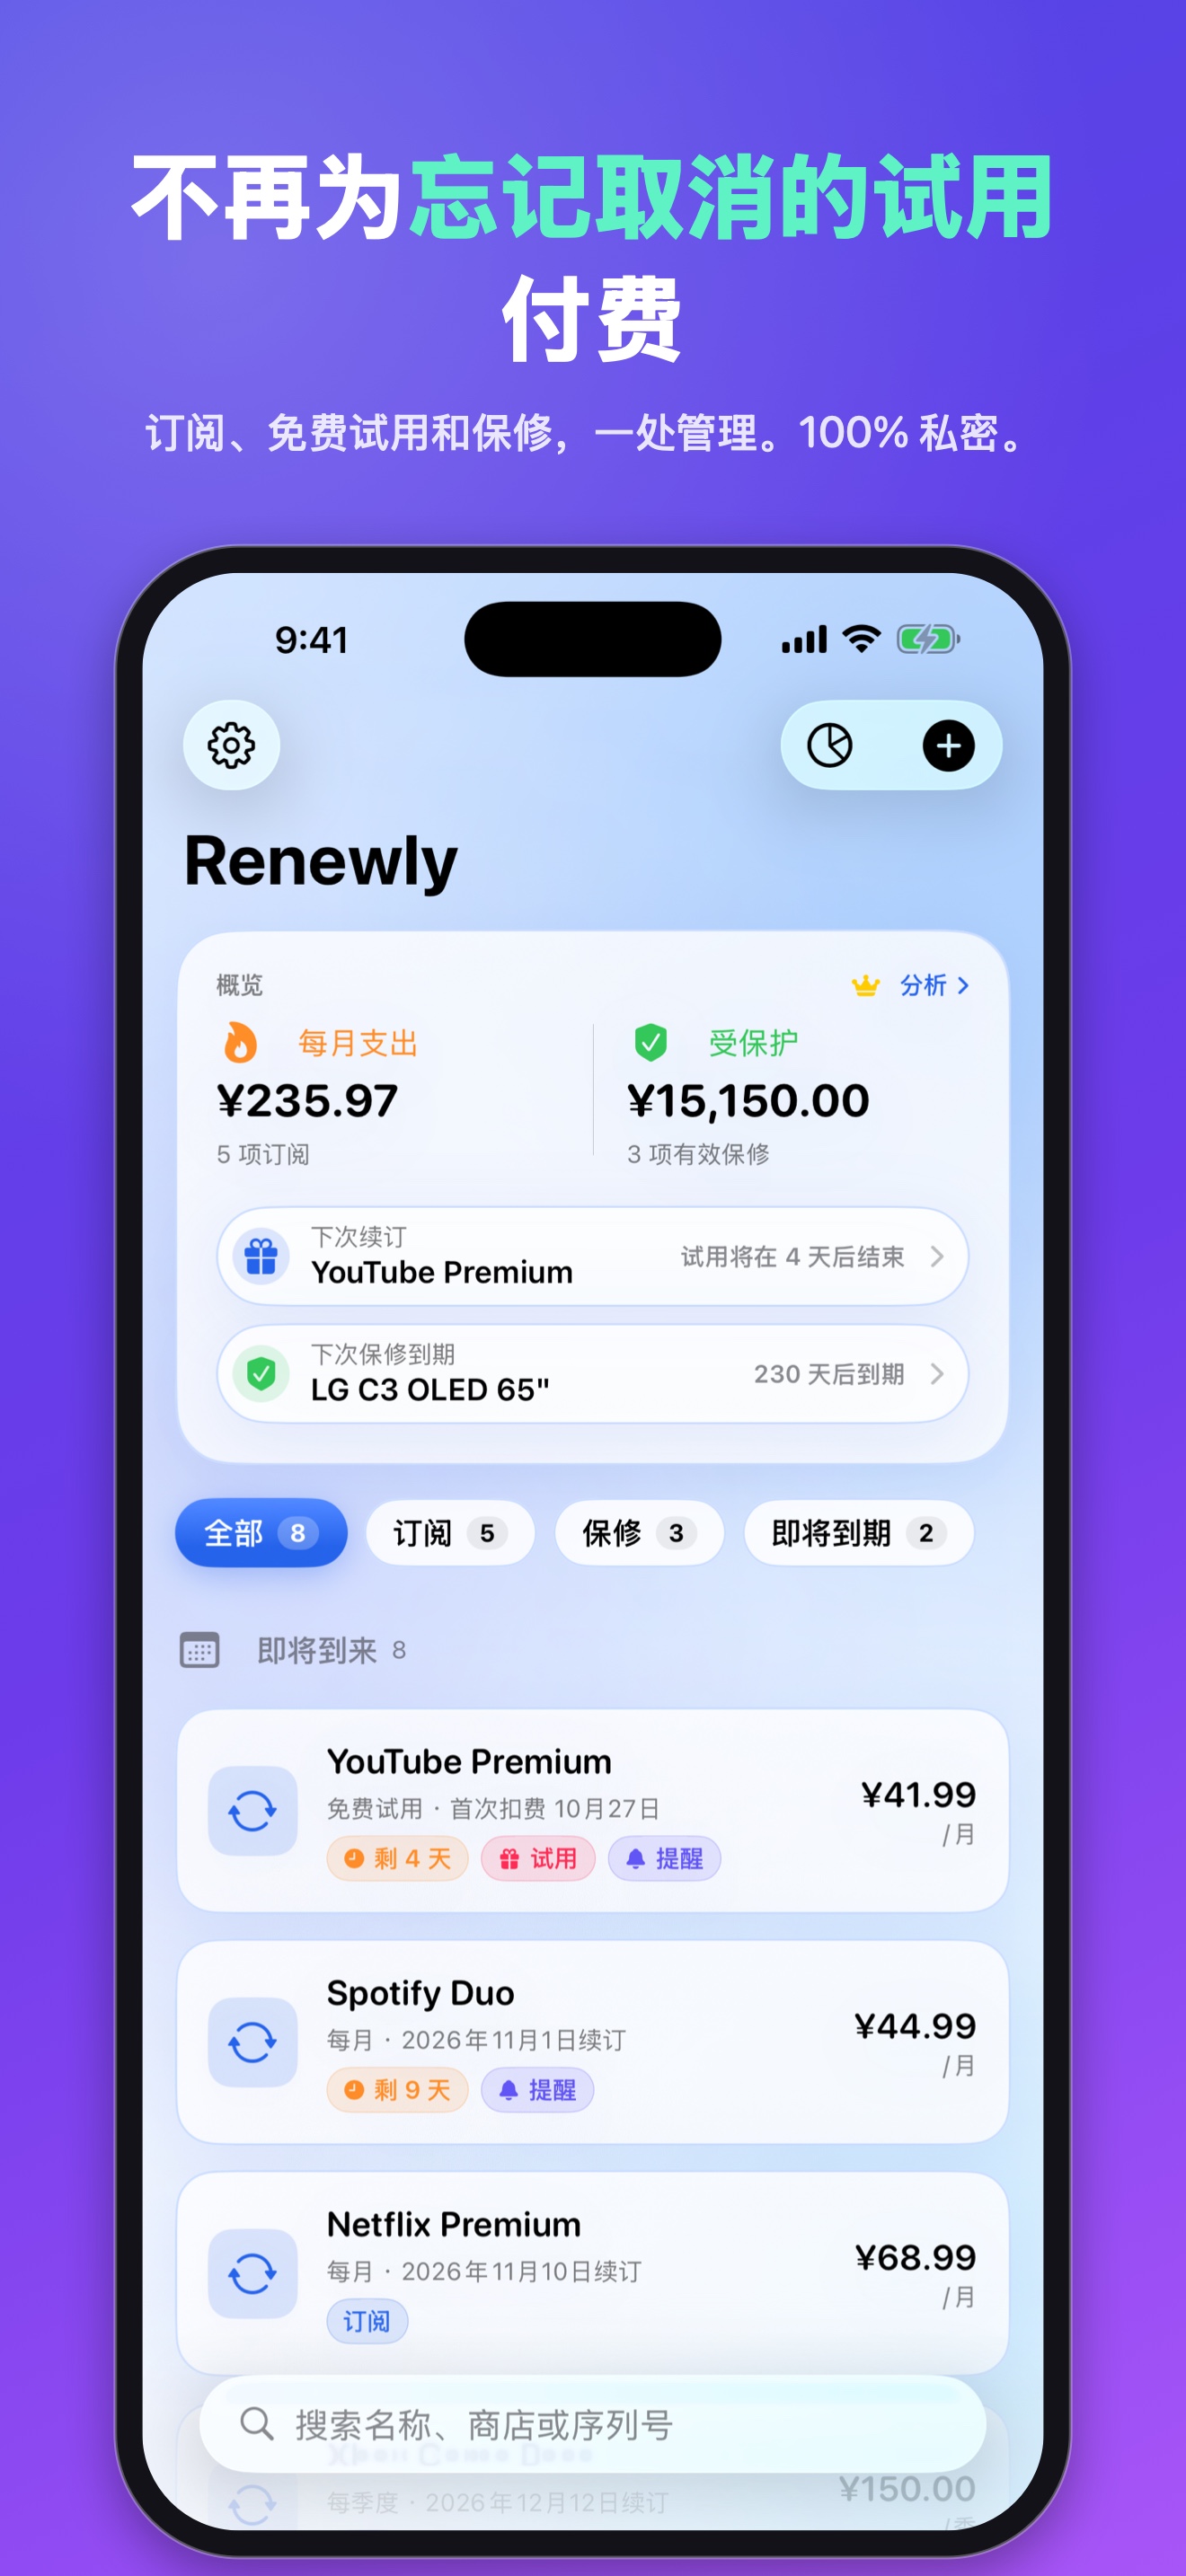 不再为忘记取消的试用
付费
订阅、免费试用和保修，一处管理。100% 私密。
9:41
Renewly
概览
分析
每月支出
¥235.97
5 项订阅
受保护
¥15,150.00
3 项有效保修
下次续订
YouTube Premium
试用将在 4 天后结束
下次保修到期
LG C3 OLED 65"
230 天后到期
全部 8
订阅 5
保修 3
即将到期 2
即将到来 8
YouTube Premium
免费试用 · 首次扣费 10月27日
剩 4 天
试用
提醒
¥41.99
/ 月
Spotify Duo
每月 · 2026年11月1日续订
剩 9 天
提醒
¥44.99
/ 月
Netflix Premium
每月 · 2026年11月10日续订
订阅
¥68.99
/ 月
搜索名称、商店或序列号
每季度 · 2026年12月12日续订
¥150.00